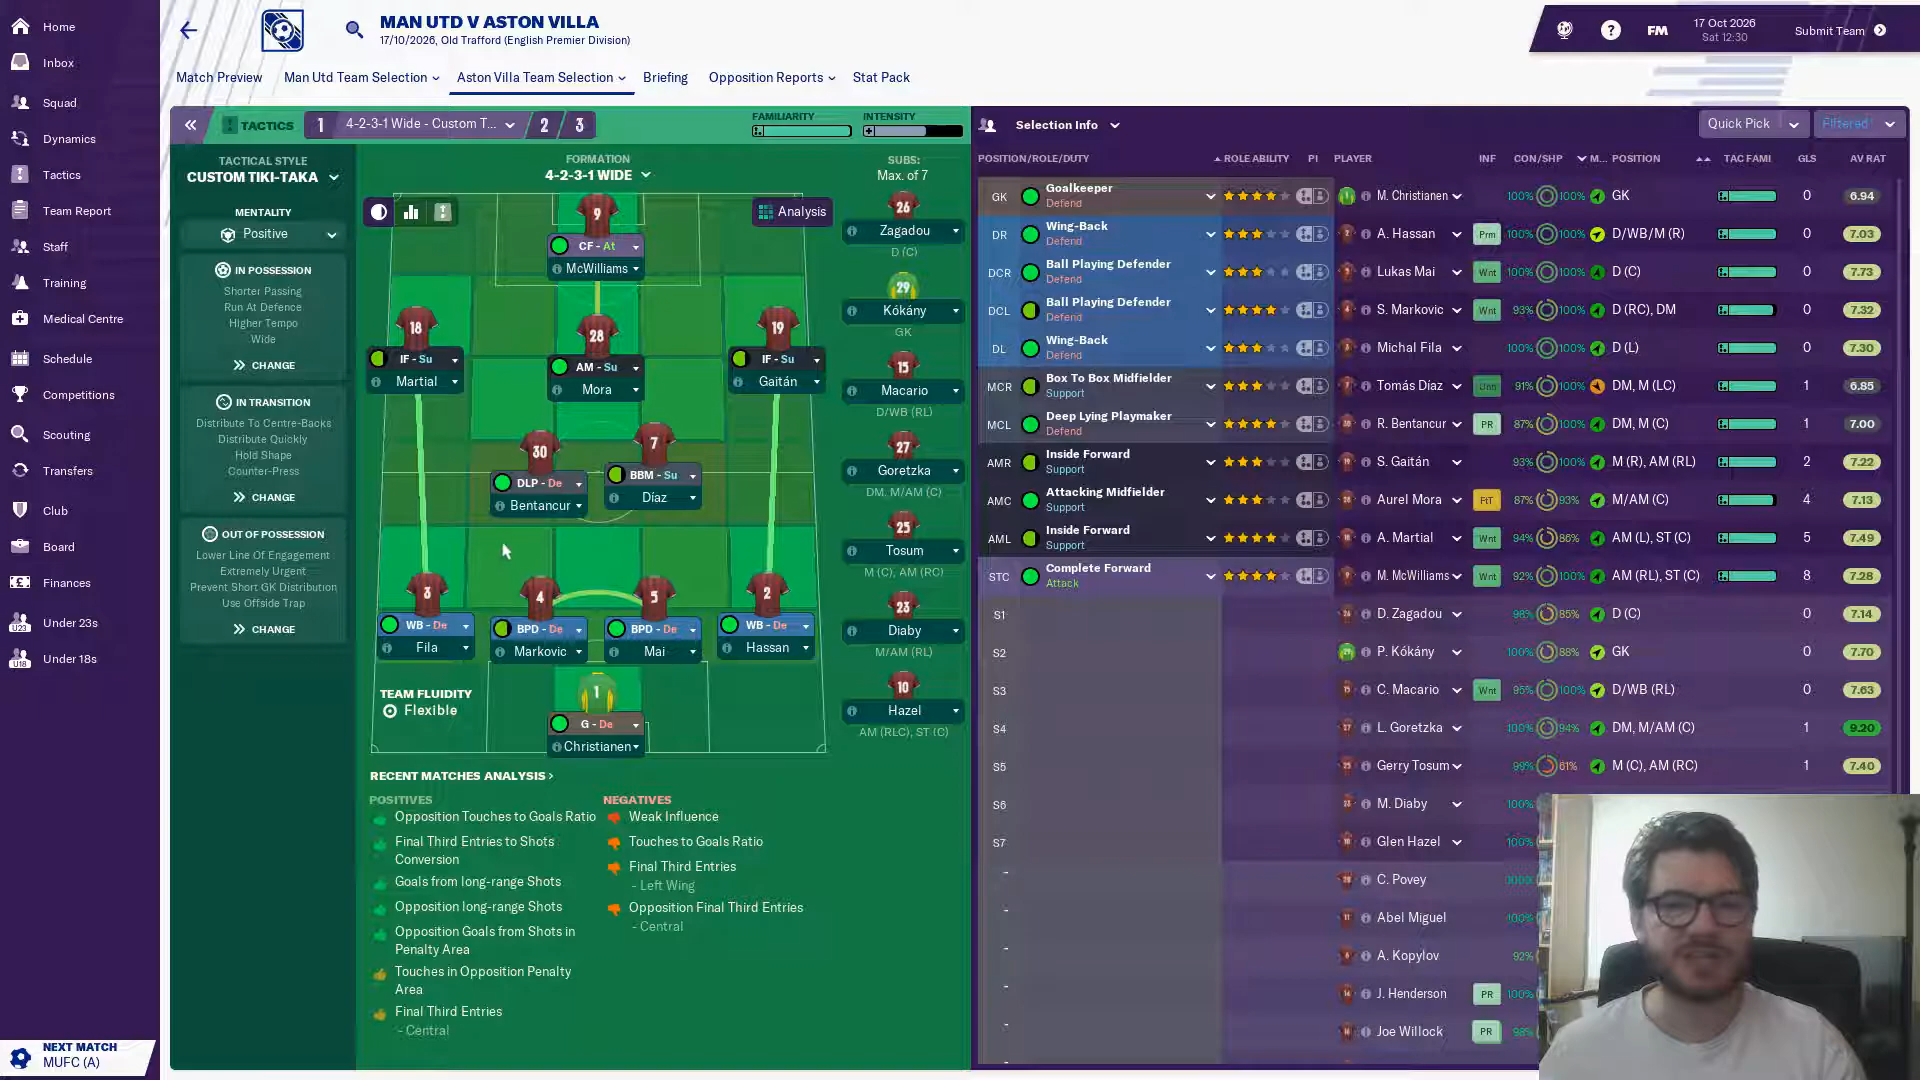 Home
Inbox
Squad
Dynamics
Tactics
Team Report
Staff
Training
Medical Centre
Schedule
Competitions
Scouting
Transfers
Club
Board
Finances
Under 23s
Under 18s
NEXT MATCH
MUFC (A)
MAN UTD V ASTON VILLA
17/10/2026, Old Trafford (English Premier Division)
FM
17 Oct 2026
Sat 12:30
Submit Team
Match Preview
Man Utd Team Selection
Aston Villa Team Selection
Briefing
Opposition Reports
Stat Pack
TACTICS
1 4-2-3-1 Wide - Custom T... 2 3
FAMILIARITY
INTENSITY
TACTICAL STYLE
CUSTOM TIKI-TAKA
MENTALITY
Positive
IN POSSESSION
Shorter Passing
Run At Defence
Higher Tempo
Wide
CHANGE
IN TRANSITION
Distribute To Centre-Backs
Distribute Quickly
Hold Shape
Counter-Press
CHANGE
OUT OF POSSESSION
Lower Line Of Engagement
Extremely Urgent
Prevent Short GK Distribution
Use Offside Trap
CHANGE
FORMATION
4-2-3-1 WIDE
Analysis
9
CF - At
McWilliams
18
IF - Su
Martial
28
AM - Su
Mora
19
IF - Su
Gaitán
30
DLP - De
Bentancur
7
BBM - Su
Díaz
3
WB - De
Fila
4
BPD - De
Markovic
5
BPD - De
Mai
2
WB - De
Hassan
TEAM FLUIDITY
Flexible
1
G - De
Christianen
SUBS:
Max. of 7
26
Zagadou
D (C)
29
Kókány
GK
15
Macario
D/WB (RL)
27
Goretzka
DM, M/AM (C)
25
Tosum
M (C), AM (RC)
23
Diaby
M/AM (RL)
10
Hazel
AM (RLC), ST (C)
RECENT MATCHES ANALYSIS
POSITIVES
Opposition Touches to Goals Ratio
Final Third Entries to Shots
Conversion
Goals from long-range Shots
Opposition long-range Shots
Opposition Goals from Shots in
Penalty Area
Touches in Opposition Penalty
Area
Final Third Entries
- Central
NEGATIVES
Weak Influence
Touches to Goals Ratio
Final Third Entries
- Left Wing
Opposition Final Third Entries
- Central
Selection Info
Quick Pick
Filtered
POSITION/ROLE/DUTY ROLE ABILITY PI PLAYER INF CON/SHP M... POSITION TAC FAMI GLS AV RAT
GK Goalkeeper Defend M. Christianen 100% 100% GK 0 6.94
DR Wing-Back Defend A. Hassan Prm 100% 100% D/WB/M (R) 0 7.03
DCR Ball Playing Defender Defend Lukas Mai Wnt 100% 100% D (C) 0 7.73
DCL Ball Playing Defender Defend S. Markovic Wnt 93% 100% D (RC), DM 0 7.32
DL Wing-Back Defend Michal Fila 100% 100% D (L) 0 7.30
MCR Box To Box Midfielder Support Tomás Díaz Unh 91% 100% DM, M (LC) 1 6.85
MCL Deep Lying Playmaker Defend R. Bentancur PR 87% 100% DM, M (C) 1 7.00
AMR Inside Forward Support S. Gaitán 93% 100% M (R), AM (RL) 2 7.22
AMC Attacking Midfielder Support Aurel Mora FtT 87% 93% M/AM (C) 4 7.13
AML Inside Forward Support A. Martial Wnt 94% 86% AM (L), ST (C) 5 7.49
STC Complete Forward Attack M. McWilliams Wnt 92% 100% AM (RL), ST (C) 8 7.28
S1 D. Zagadou 98% 85% D (C) 0 7.14
S2 P. Kókány 100% 88% GK 0 7.70
S3 C. Macario Wnt 95% 100% D/WB (RL) 0 7.63
S4 L. Goretzka 100% 94% DM, M/AM (C) 1 9.20
S5 Gerry Tosum 99% 61% M (C), AM (RC) 1 7.40
S6 M. Diaby 100%
S7 Glen Hazel 100%
- C. Povey 100%
- Abel Miguel 100%
- A. Kopylov 92%
- J. Henderson PR 100%
- Joe Willock PR 98%